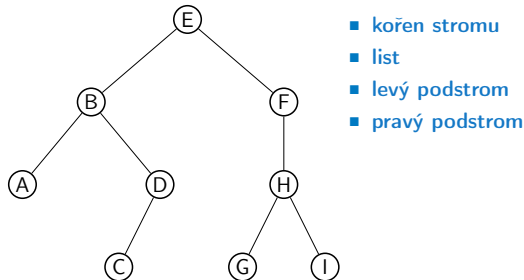 E
B
F
A
D
H
C
G
I
kořen stromu
list
levý podstrom
pravý podstrom